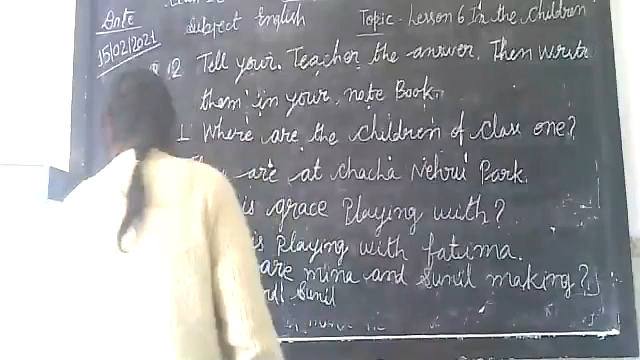 Date
15/02/2021
Subject English Topic - Lesson 6 In the Children
12 Tell your. Teacher the answer. Then write
them in your. note Book.
1 Where are the children of class one?
are at chacha Nehru Park.
is grace Playing with?
is Playing with fatima.
are mina and Sunil making?
Sunil